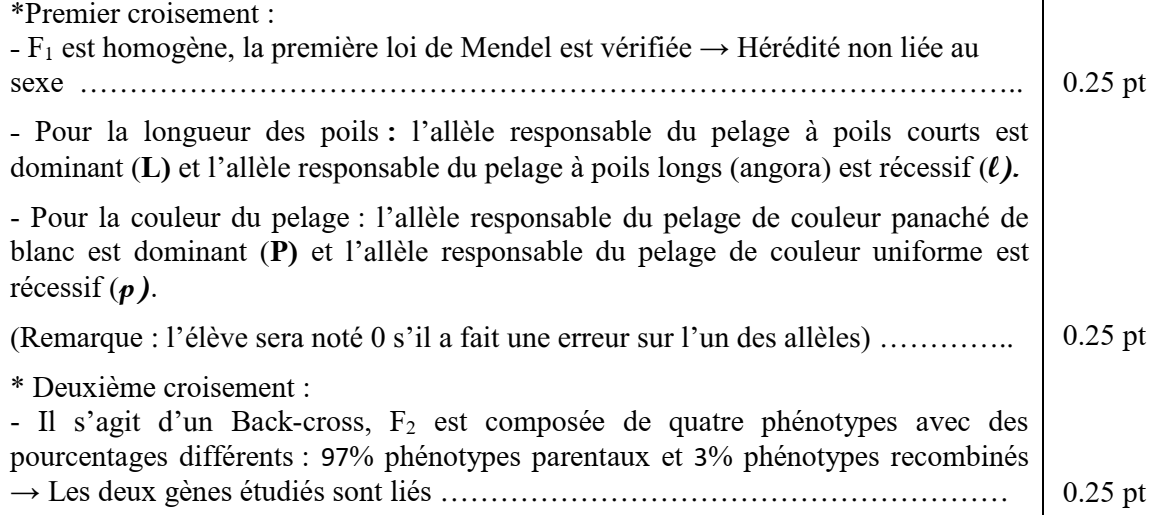 *Premier croisement :
- F₁ est homogène, la première loi de Mendel est vérifiée → Hérédité non liée au
sexe ………………………………………………………………………………….. 0.25 pt
- Pour la longueur des poils : l’allèle responsable du pelage à poils courts est
dominant (L) et l’allèle responsable du pelage à poils longs (angora) est récessif (ℓ).
- Pour la couleur du pelage : l’allèle responsable du pelage de couleur panaché de
blanc est dominant (P) et l’allèle responsable du pelage de couleur uniforme est
récessif (p).
(Remarque : l’élève sera noté 0 s’il a fait une erreur sur l’un des allèles) ………….. 0.25 pt
* Deuxième croisement :
- Il s’agit d’un Back-cross, F₂ est composée de quatre phénotypes avec des
pourcentages différents : 97% phénotypes parentaux et 3% phénotypes recombinés
→ Les deux gènes étudiés sont liés ………………………………………………… 0.25 pt